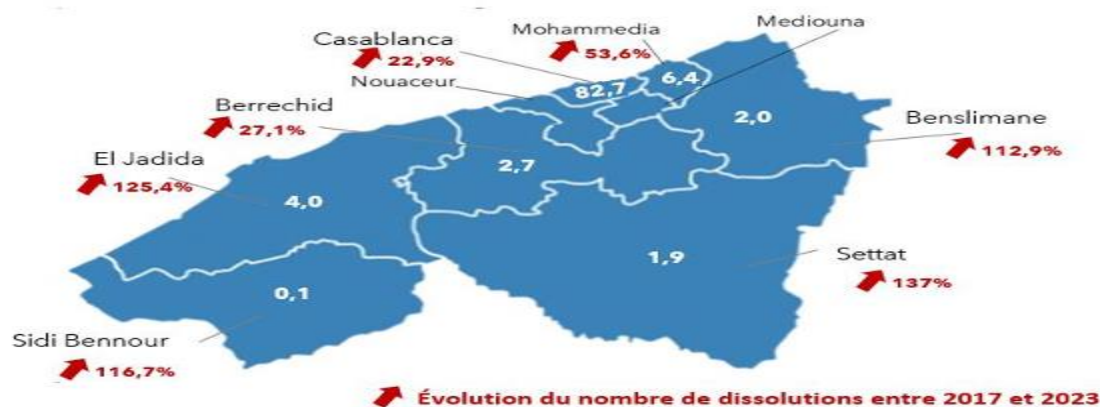 Mediouna
Mohammedia
53,6%
Casablanca
22,9%
Nouaceur
82,7
6,4
Berrechid
27,1%
2,0
Benslimane
112,9%
El Jadida
125,4%
2,7
4,0
1,9
Settat
137%
0,1
Sidi Bennour
116,7%
Évolution du nombre de dissolutions entre 2017 et 2023